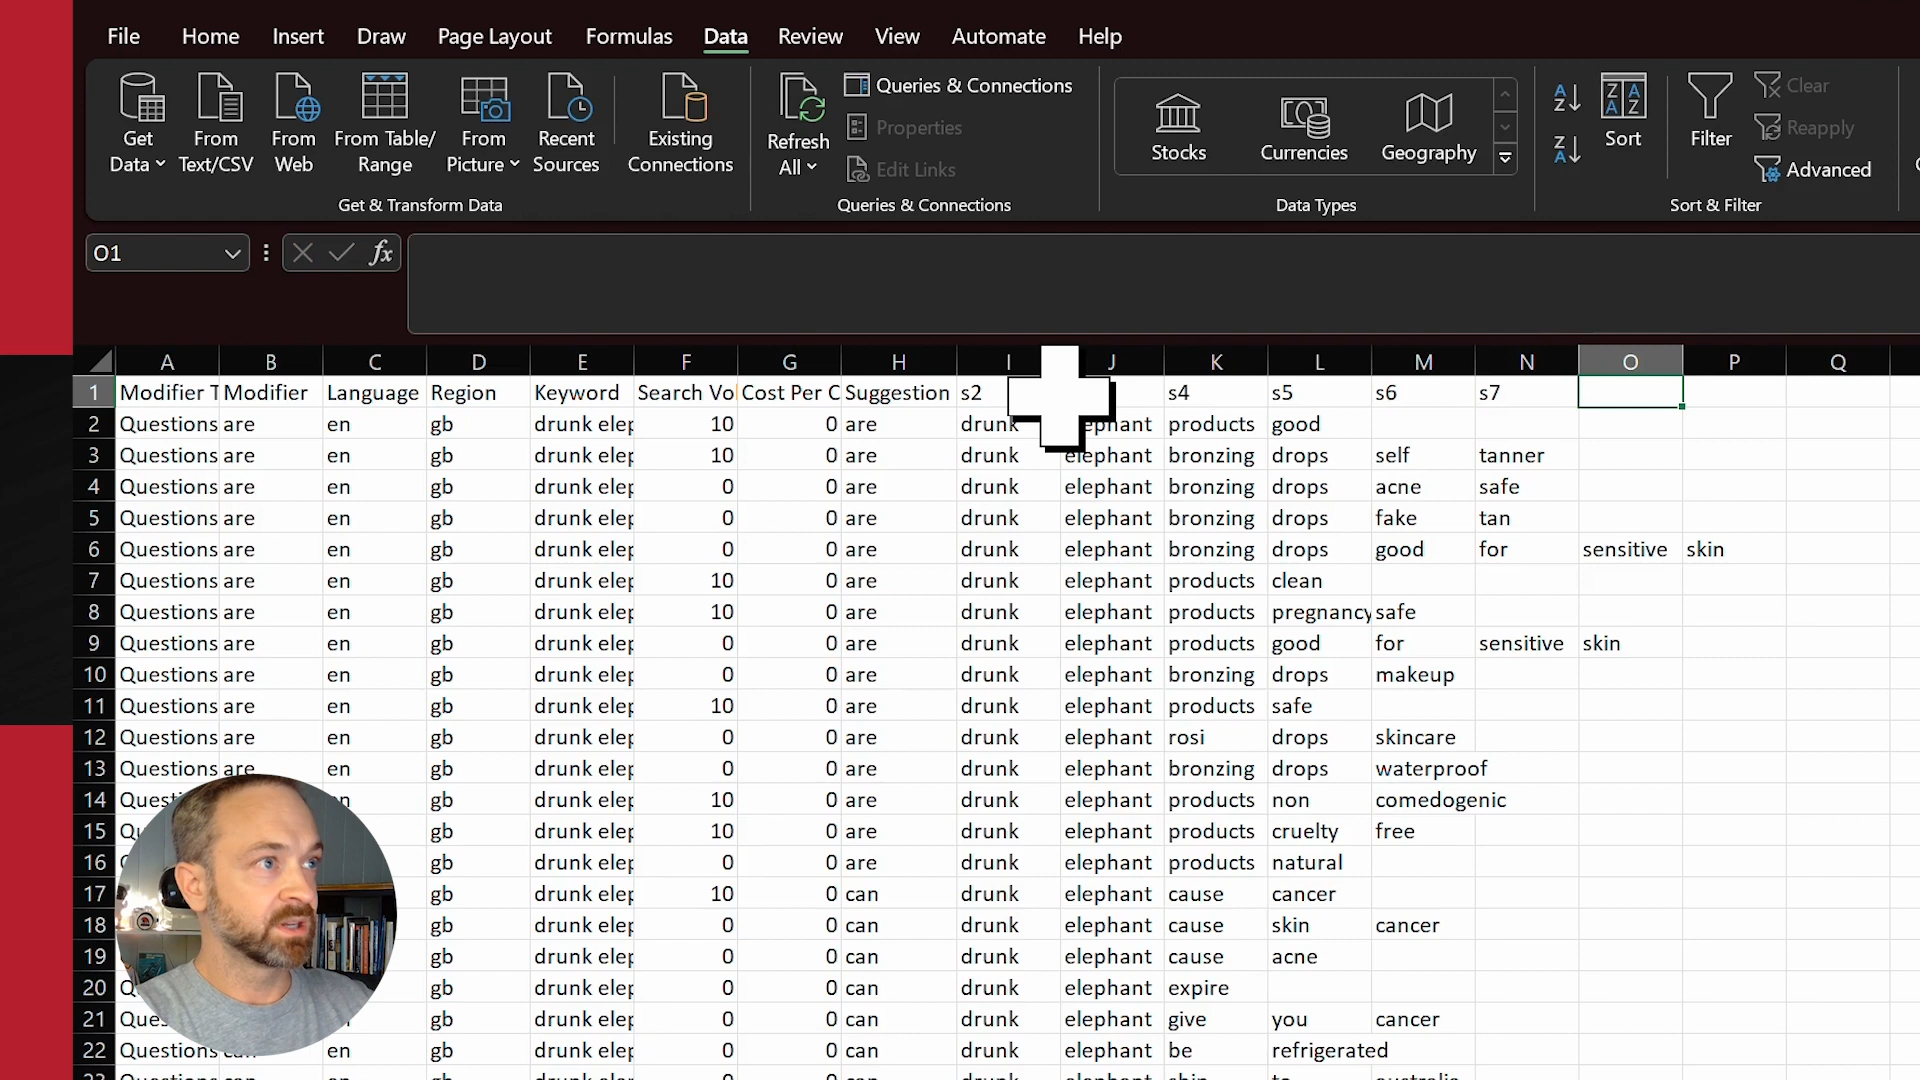 File Home Insert Draw Page Layout Formulas Data Review View Automate Help
Get Data
From Text/CSV
From Web
From Table/ Range
From Picture
Recent Sources
Existing Connections
Refresh All
Queries & Connections
Properties
Edit Links
Stocks
Currencies
Geography
Sort
Filter
Clear
Reapply
Advanced
Get & Transform Data
Queries & Connections
Data Types
Sort & Filter
O1
fx
A B C D E F G H I J K L M N O P Q
1 Modifier T Modifier Language Region Keyword Search Vo Cost Per C Suggestion s2 s4 s5 s6 s7
2 Questions are en gb drunk elep 10 0 are drunk elephant products good
3 Questions are en gb drunk elep 10 0 are drunk elephant bronzing drops self tanner
4 Questions are en gb drunk elep 0 0 are drunk elephant bronzing drops acne safe
5 Questions are en gb drunk elep 0 0 are drunk elephant bronzing drops fake tan
6 Questions are en gb drunk elep 0 0 are drunk elephant bronzing drops good for sensitive skin
7 Questions are en gb drunk elep 10 0 are drunk elephant products clean
8 Questions are en gb drunk elep 10 0 are drunk elephant products pregnancy safe
9 Questions are en gb drunk elep 0 0 are drunk elephant products good for sensitive skin
10 Questions are en gb drunk elep 0 0 are drunk elephant bronzing drops makeup
11 Questions are en gb drunk elep 10 0 are drunk elephant products safe
12 Questions are en gb drunk elep 0 0 are drunk elephant rosi drops skincare
13 Questions are en gb drunk elep 0 0 are drunk elephant bronzing drops waterproof
14 Quest gb drunk elep 10 0 are drunk elephant products non comedogenic
15 gb drunk elep 10 0 are drunk elephant products cruelty free
16 gb drunk elep 0 0 are drunk elephant products natural
17 gb drunk elep 10 0 can drunk elephant cause cancer
18 gb drunk elep 0 0 can drunk elephant cause skin cancer
19 gb drunk elep 0 0 can drunk elephant cause acne
20 gb drunk elep 0 0 can drunk elephant expire
21 Ques gb drunk elep 0 0 can drunk elephant give you cancer
22 Questions can en gb drunk elep 0 0 can drunk elephant be refrigerated